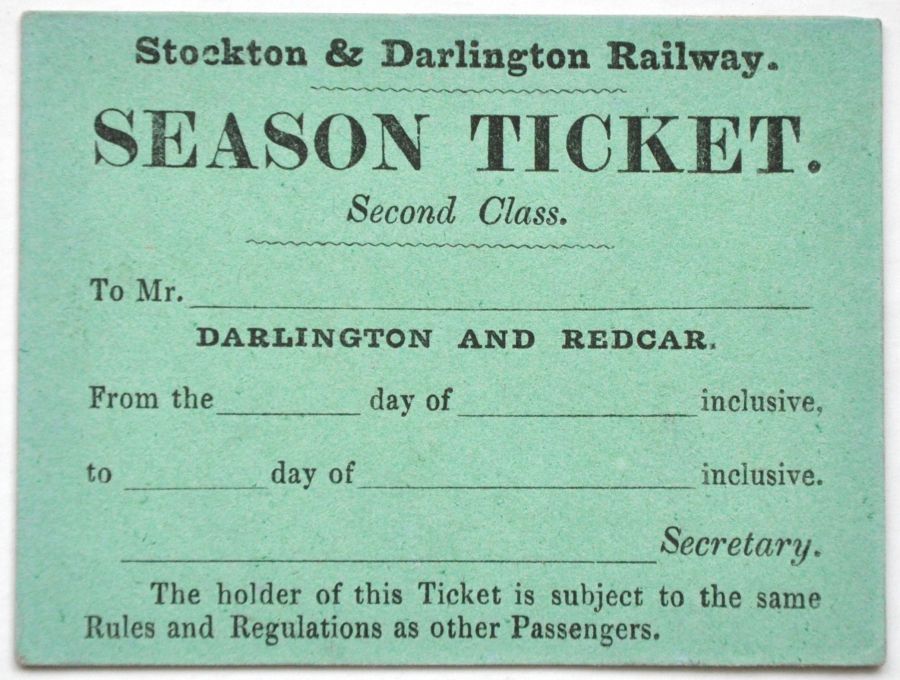 Stockton & Darlington Railway.
SEASON TICKET.
Second Class.
To Mr.
DARLINGTON AND REDCAR.
From the day of inclusive,
to day of inclusive.
Secretary.
The holder of this Ticket is subject to the same
Rules and Regulations as other Passengers.